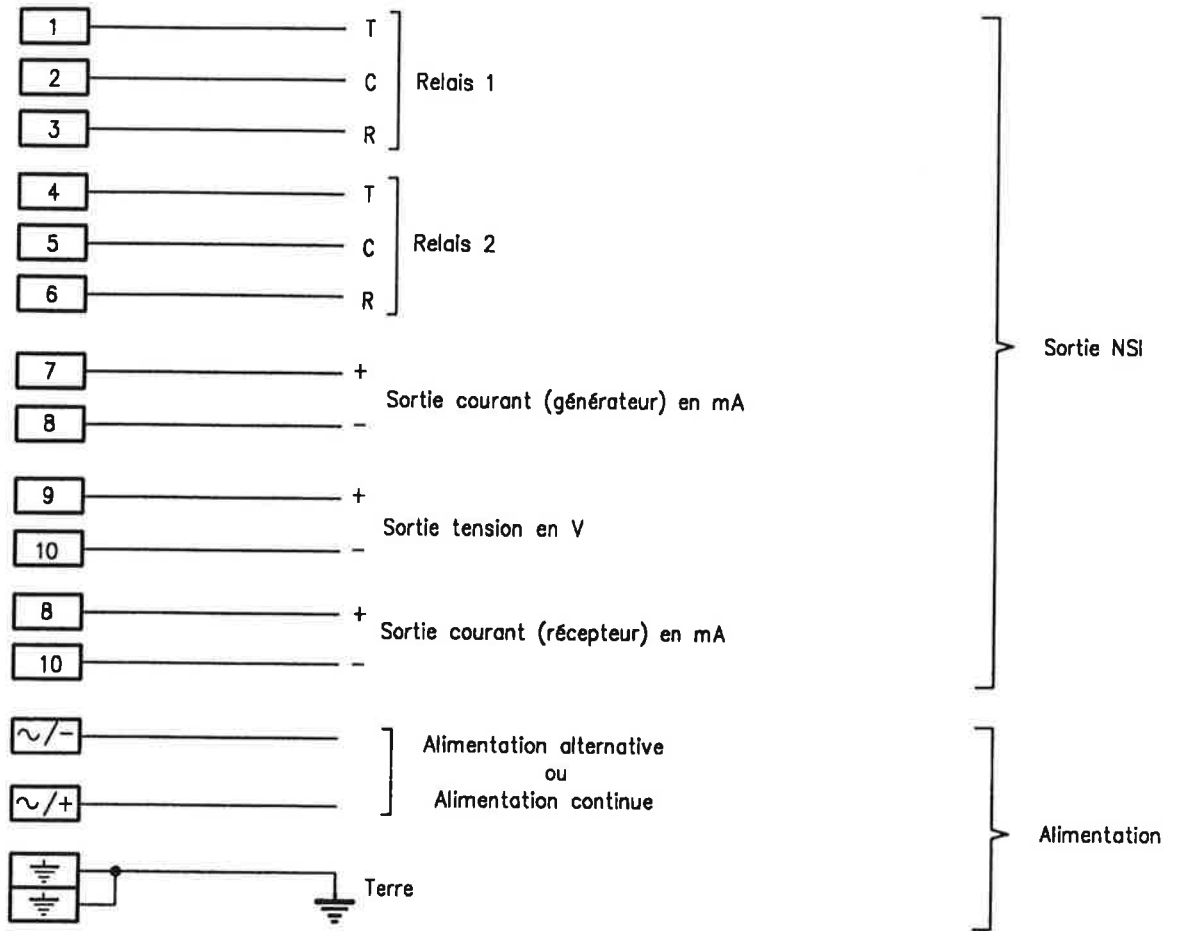 1 T
2 C Relais 1
3 R
4 T
5 C Relais 2
6 R
Sortie NSI
7 +
Sortie courant (générateur) en mA
8 -
9 +
Sortie tension en V
10 -
8 +
Sortie courant (récepteur) en mA
10 -
~/-
Alimentation alternative
ou
~/+ Alimentation continue
Alimentation
Terre